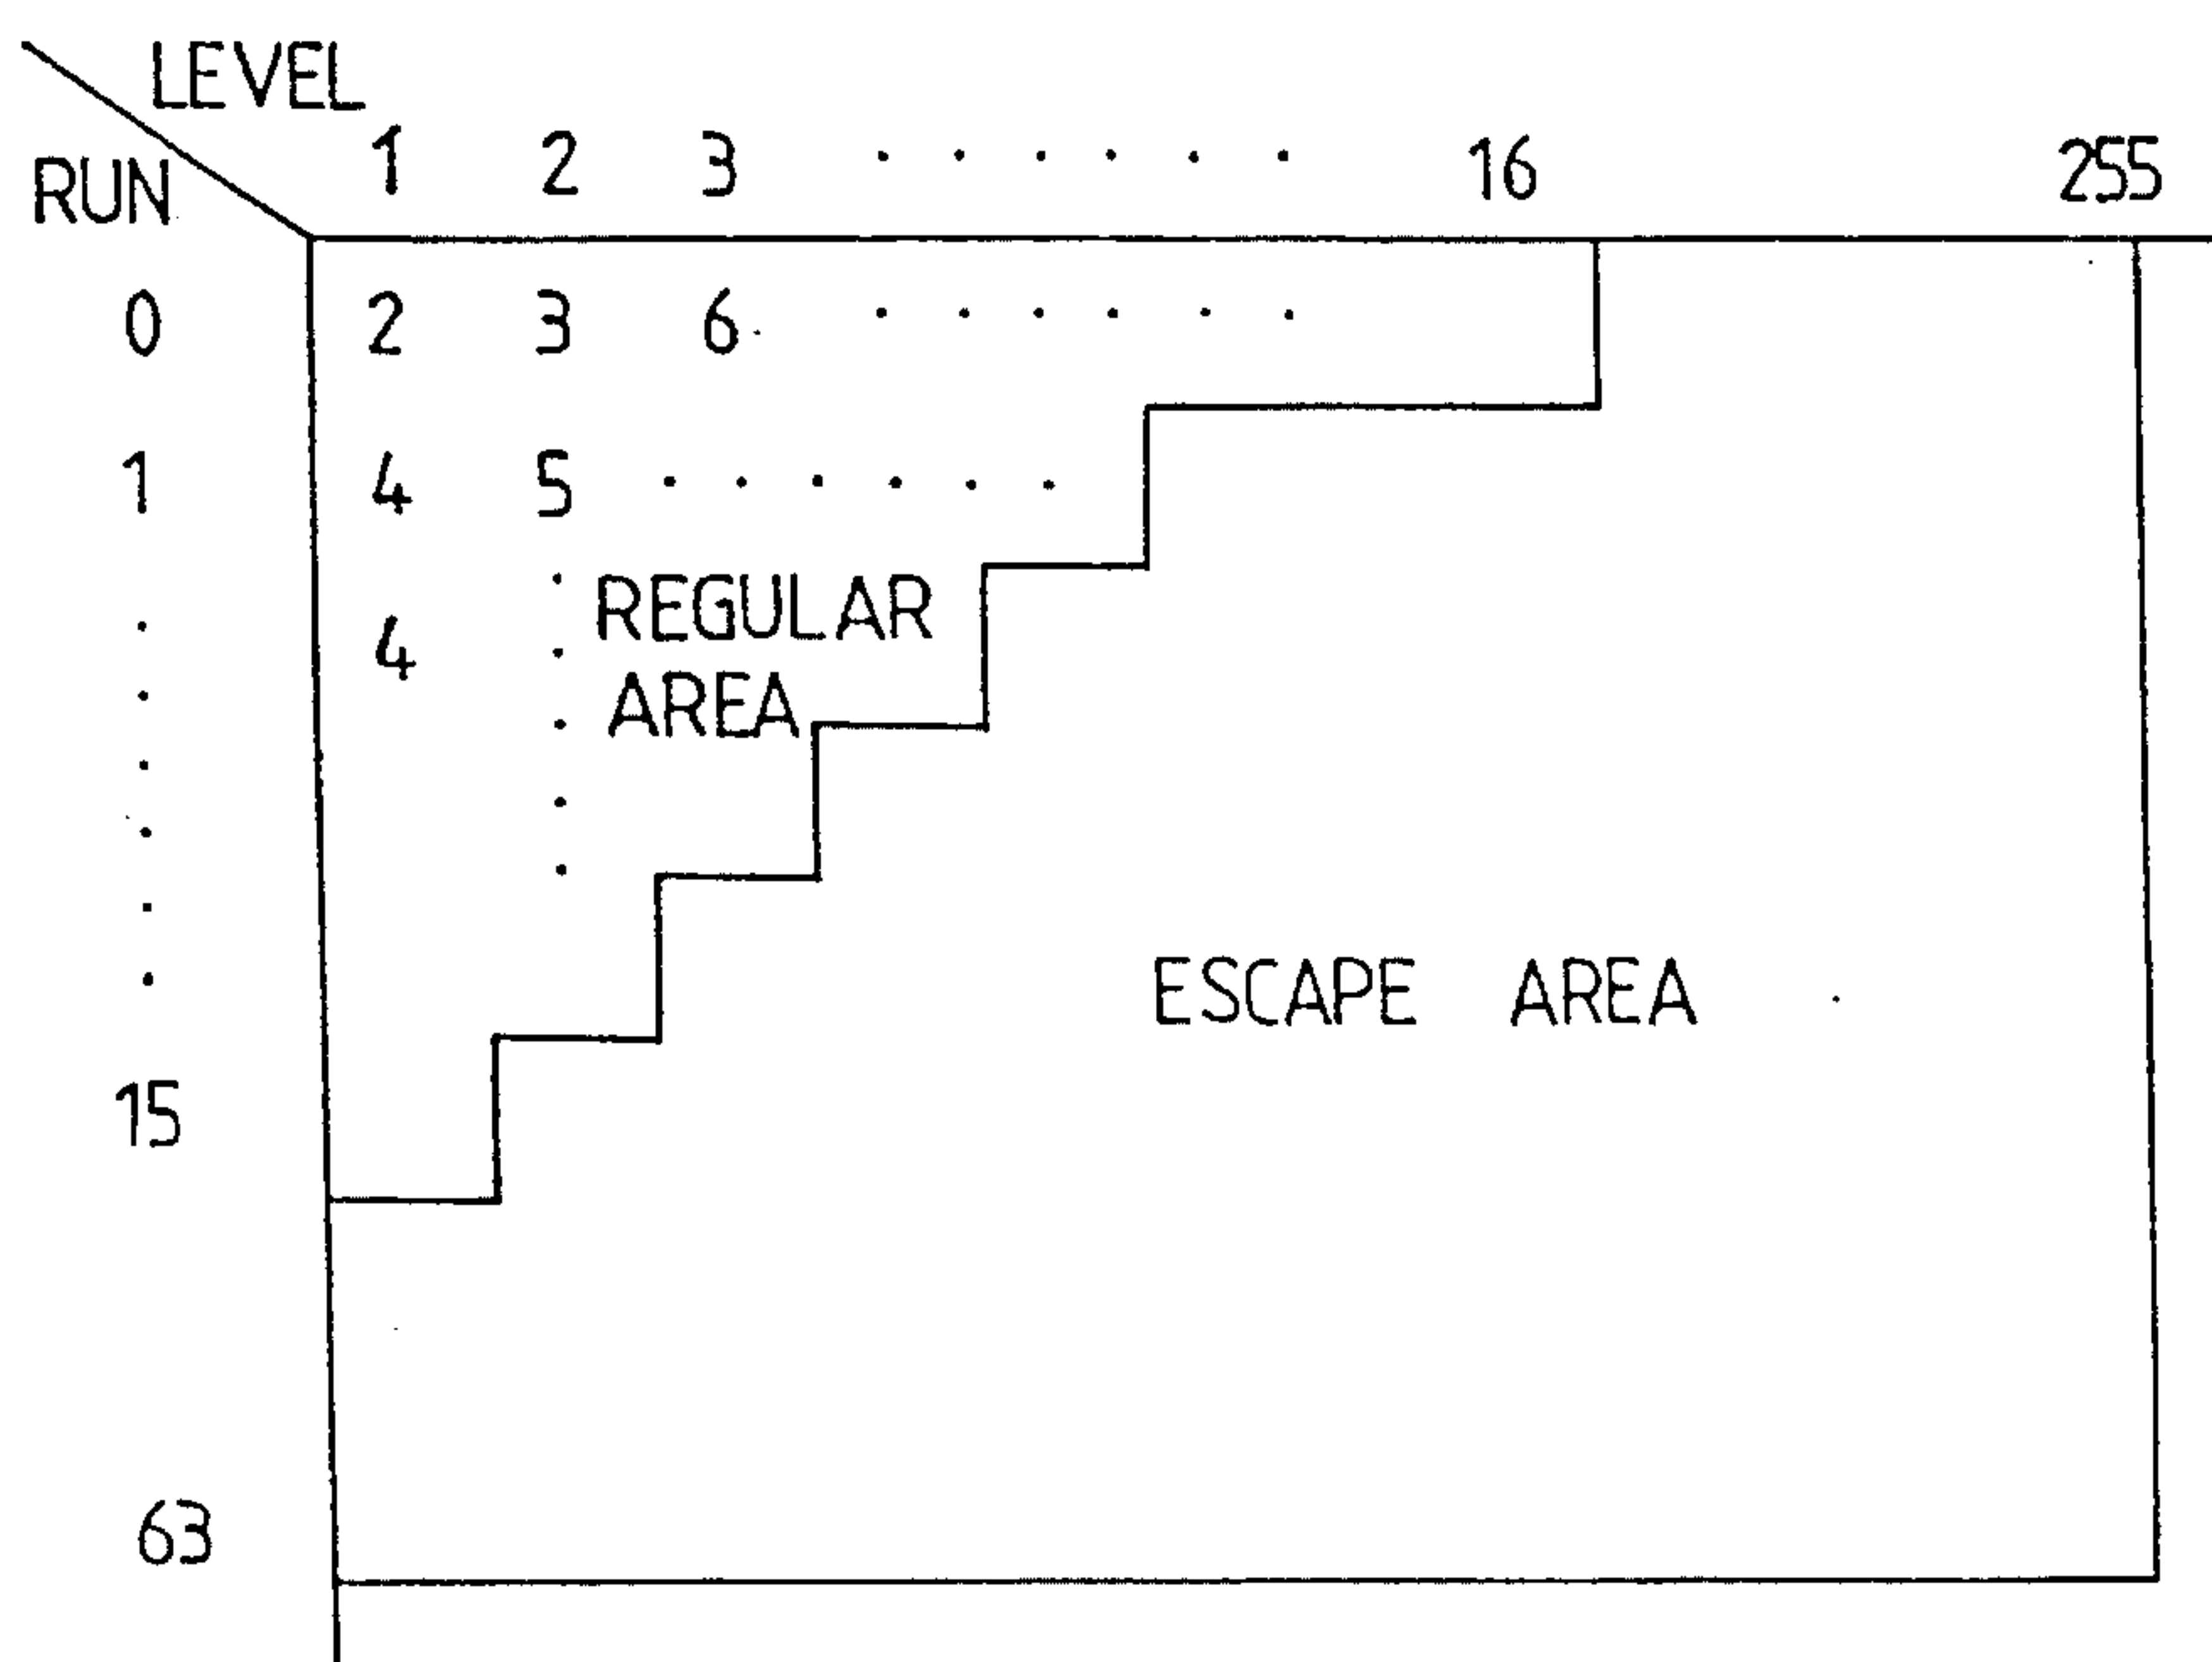 LEVEL
RUN 1 2 3 . . . . . . 16 255
0 2 3 6 . . . . . .
1 4 5 . . . . . .
4 REGULAR
AREA
ESCAPE AREA
15
63